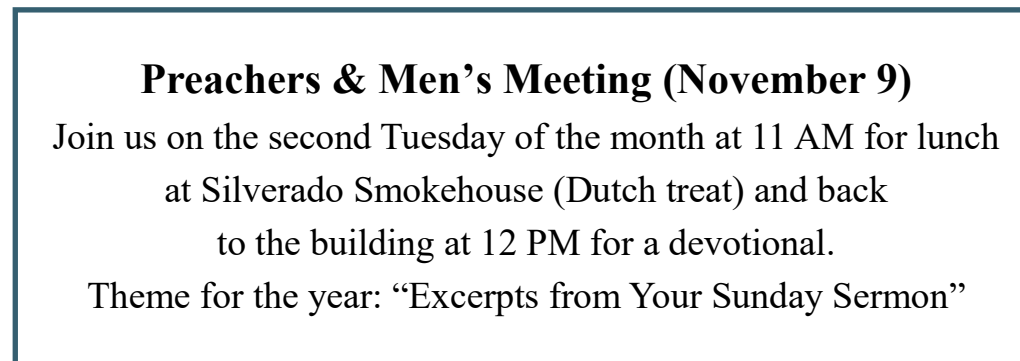 Preachers & Men’s Meeting (November 9)
Join us on the second Tuesday of the month at 11 AM for lunch
at Silverado Smokehouse (Dutch treat) and back
to the building at 12 PM for a devotional.
Theme for the year: “Excerpts from Your Sunday Sermon”